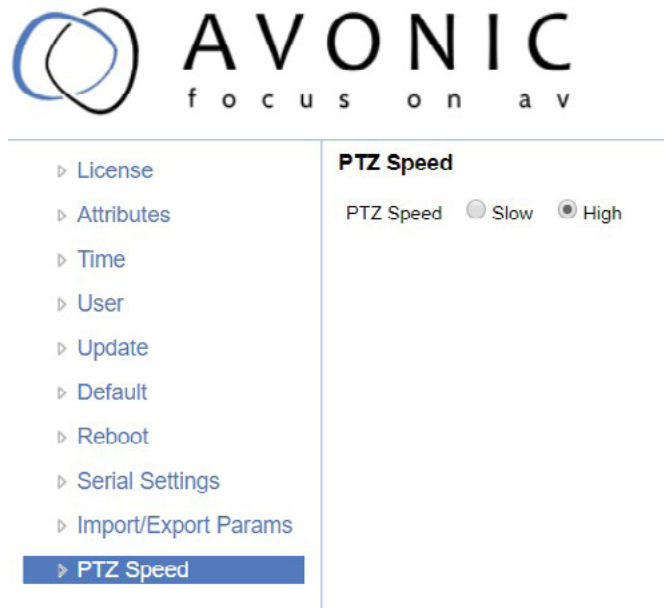 AVONIC
focus on av
License
Attributes
Time
User
Update
Default
Reboot
Serial Settings
Import/Export Params
PTZ Speed
PTZ Speed
PTZ Speed Slow High